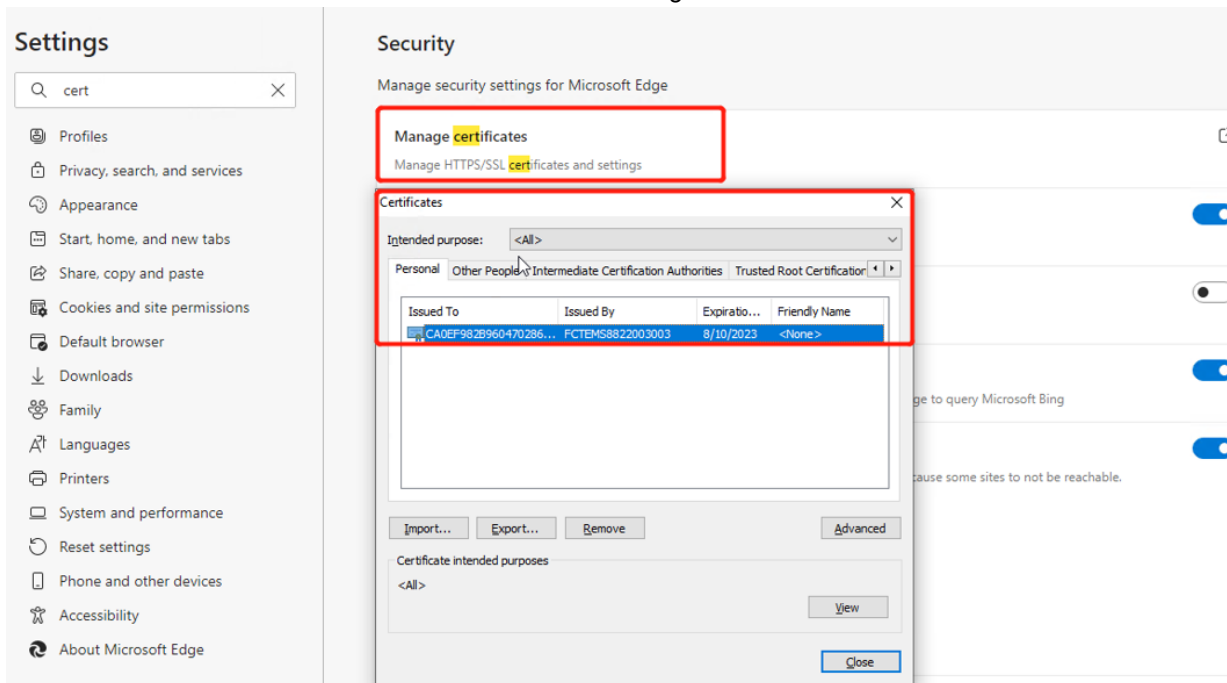 Settings
cert
Profiles
Privacy, search, and services
Appearance
Start, home, and new tabs
Share, copy and paste
Cookies and site permissions
Default browser
Downloads
Family
Languages
Printers
System and performance
Reset settings
Phone and other devices
Accessibility
About Microsoft Edge
Security
Manage security settings for Microsoft Edge
Manage certificates
Manage HTTPS/SSL certificates and settings
Certificates
Intended purpose: <All>
Personal Other People Intermediate Certification Authorities Trusted Root Certification
Issued To Issued By Expiratio... Friendly Name
CA0EF982B960470286... FCTEMS8822003003 8/10/2023 <None>
Import... Export... Remove Advanced
Certificate intended purposes
<All>
View
Close
ge to query Microsoft Bing
cause some sites to not be reachable.